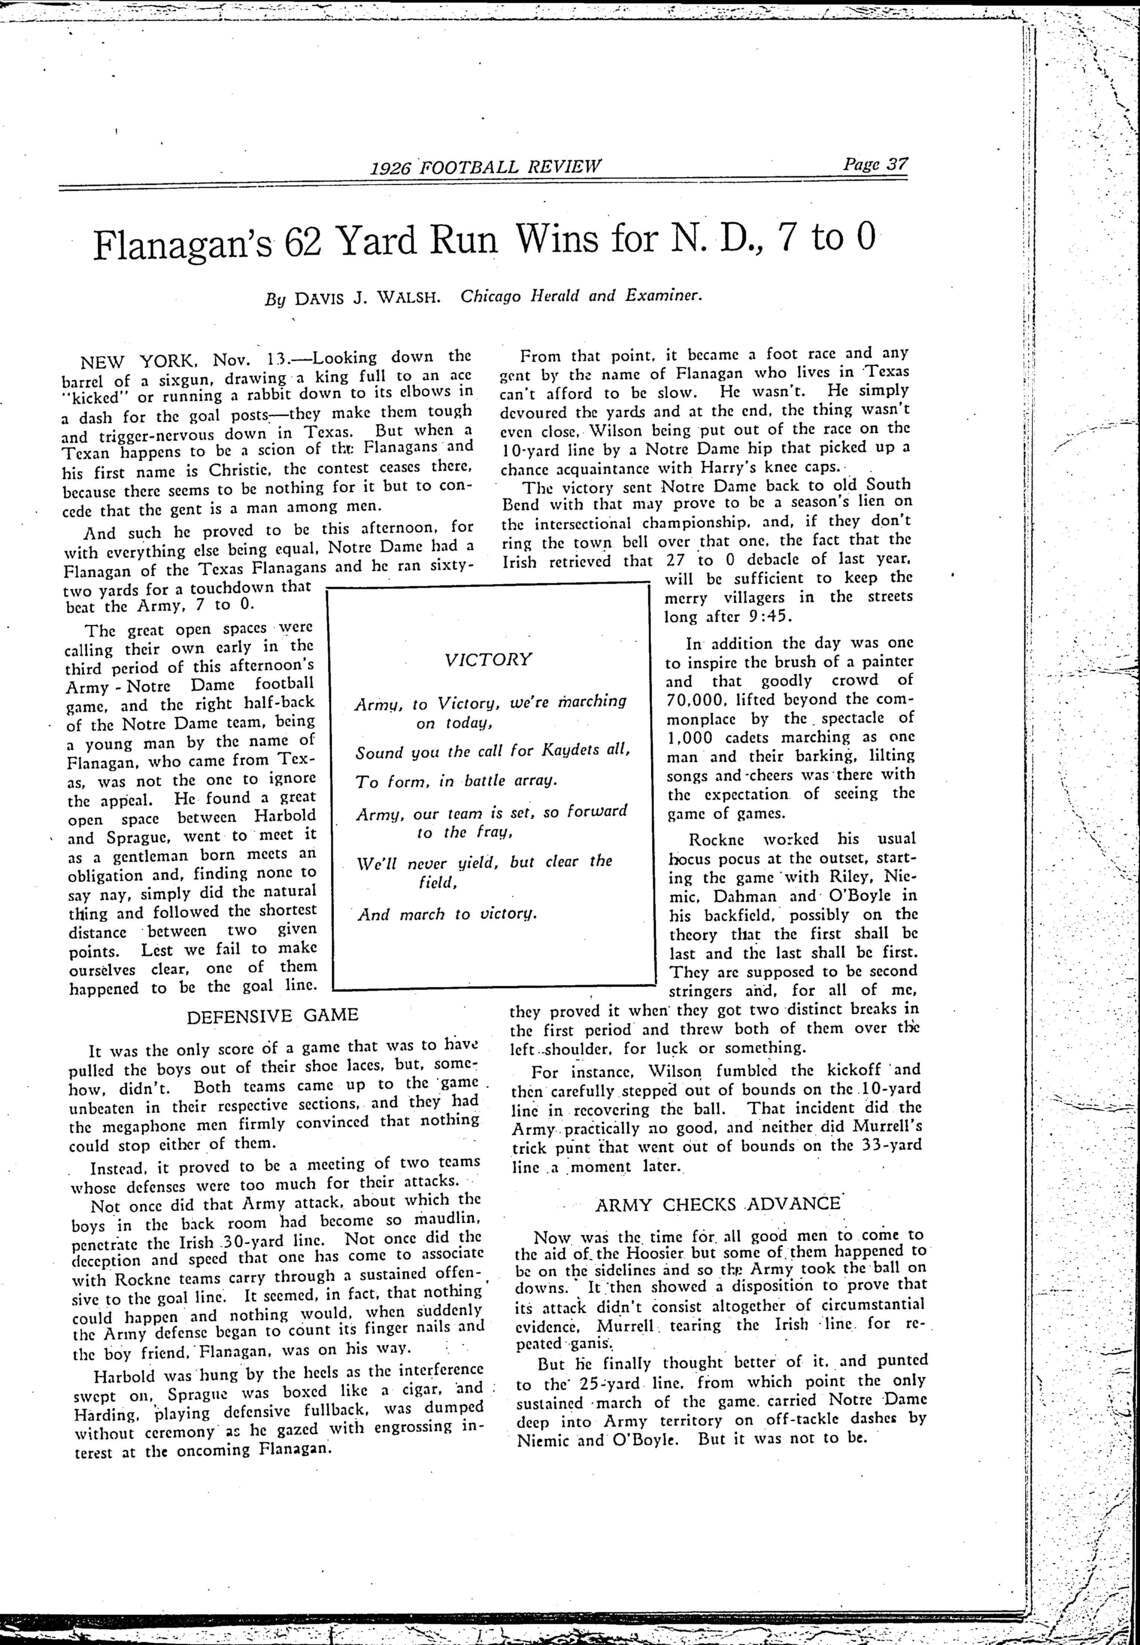 1926 FOOTBALL REVIEW
Page 37
Flanagan's 62 Yard Run Wins for N. D., 7 to 0
By DAVIS J. WALSH. Chicago Herald and Examiner.
NEW YORK, Nov. 13.—Looking down the
barrel of a sixgun, drawing a king full to an ace
"kicked" or running a rabbit down to its elbows in
a dash for the goal posts—they make them tough
and trigger-nervous down in Texas. But when a
Texan happens to be a scion of the Flanagans and
his first name is Christie, the contest ceases there,
because there seems to be nothing for it but to con-
cede that the gent is a man among men.
And such he proved to be this afternoon, for
with everything else being equal, Notre Dame had a
Flanagan of the Texas Flanagans and he ran sixty-
two yards for a touchdown that
beat the Army, 7 to 0.
The great open spaces were
calling their own early in the
third period of this afternoon's
Army - Notre Dame football
game, and the right half-back
of the Notre Dame team, being
a young man by the name of
Flanagan, who came from Tex-
as, was not the one to ignore
the appeal. He found a great
open space between Harbold
and Sprague, went to meet it
as a gentleman born meets an
obligation and, finding none to
say nay, simply did the natural
thing and followed the shortest
distance between two given
points. Lest we fail to make
ourselves clear, one of them
happened to be the goal line.
DEFENSIVE GAME
It was the only score of a game that was to have
pulled the boys out of their shoe laces, but, some-
how, didn't. Both teams came up to the game
unbeaten in their respective sections, and they had
the megaphone men firmly convinced that nothing
could stop either of them.
Instead, it proved to be a meeting of two teams
whose defenses were too much for their attacks.
Not once did that Army attack, about which the
boys in the back room had become so maudlin,
penetrate the Irish 30-yard line. Not once did the
deception and speed that one has come to associate
with Rockne teams carry through a sustained offen-
sive to the goal line. It seemed, in fact, that nothing
could happen and nothing would, when suddenly
the Army defense began to count its finger nails and
the boy friend, Flanagan, was on his way.
Harbold was hung by the heels as the interference
swept on, Sprague was boxed like a cigar, and
Harding, playing defensive fullback, was dumped
without ceremony as he gazed with engrossing in-
terest at the oncoming Flanagan.
VICTORY
Army, to Victory, we're marching
on today,
Sound you the call for Kaydets all,
To form, in battle array.
Army, our team is set, so forward
to the fray,
We'll never yield, but clear the
field,
And march to victory.
From that point, it became a foot race and any
gent by the name of Flanagan who lives in Texas
can't afford to be slow. He wasn't. He simply
devoured the yards and at the end, the thing wasn't
even close, Wilson being put out of the race on the
10-yard line by a Notre Dame hip that picked up a
chance acquaintance with Harry's knee caps.
The victory sent Notre Dame back to old South
Bend with that may prove to be a season's lien on
the intersectional championship, and, if they don't
ring the town bell over that one, the fact that the
Irish retrieved that 27 to 0 debacle of last year,
will be sufficient to keep the
merry villagers in the streets
long after 9:45.
In addition the day was one
to inspire the brush of a painter
and that goodly crowd of
70,000, lifted beyond the com-
monplace by the spectacle of
1,000 cadets marching as one
man and their barking, lilting
songs and cheers was there with
the expectation of seeing the
game of games.
Rockne worked his usual
hocus pocus at the outset, start-
ing the game with Riley, Nie-
mic, Dahman and O'Boyle in
his backfield, possibly on the
theory that the first shall be
last and the last shall be first.
They are supposed to be second
stringers and, for all of me,
they proved it when they got two distinct breaks in
the first period and threw both of them over the
left shoulder, for luck or something.
For instance, Wilson fumbled the kickoff and
then carefully stepped out of bounds on the 10-yard
line in recovering the ball. That incident did the
Army practically no good, and neither did Murrell's
trick punt that went out of bounds on the 33-yard
line a moment later.
ARMY CHECKS ADVANCE
Now was the time for all good men to come to
the aid of the Hoosier but some of them happened to
be on the sidelines and so the Army took the ball on
downs. It then showed a disposition to prove that
its attack didn't consist altogether of circumstantial
evidence, Murrell tearing the Irish line for re-
peated ganis.
But he finally thought better of it, and punted
to the 25-yard line, from which point the only
sustained march of the game carried Notre Dame
deep into Army territory on off-tackle dashes by
Niemic and O'Boyle. But it was not to be.